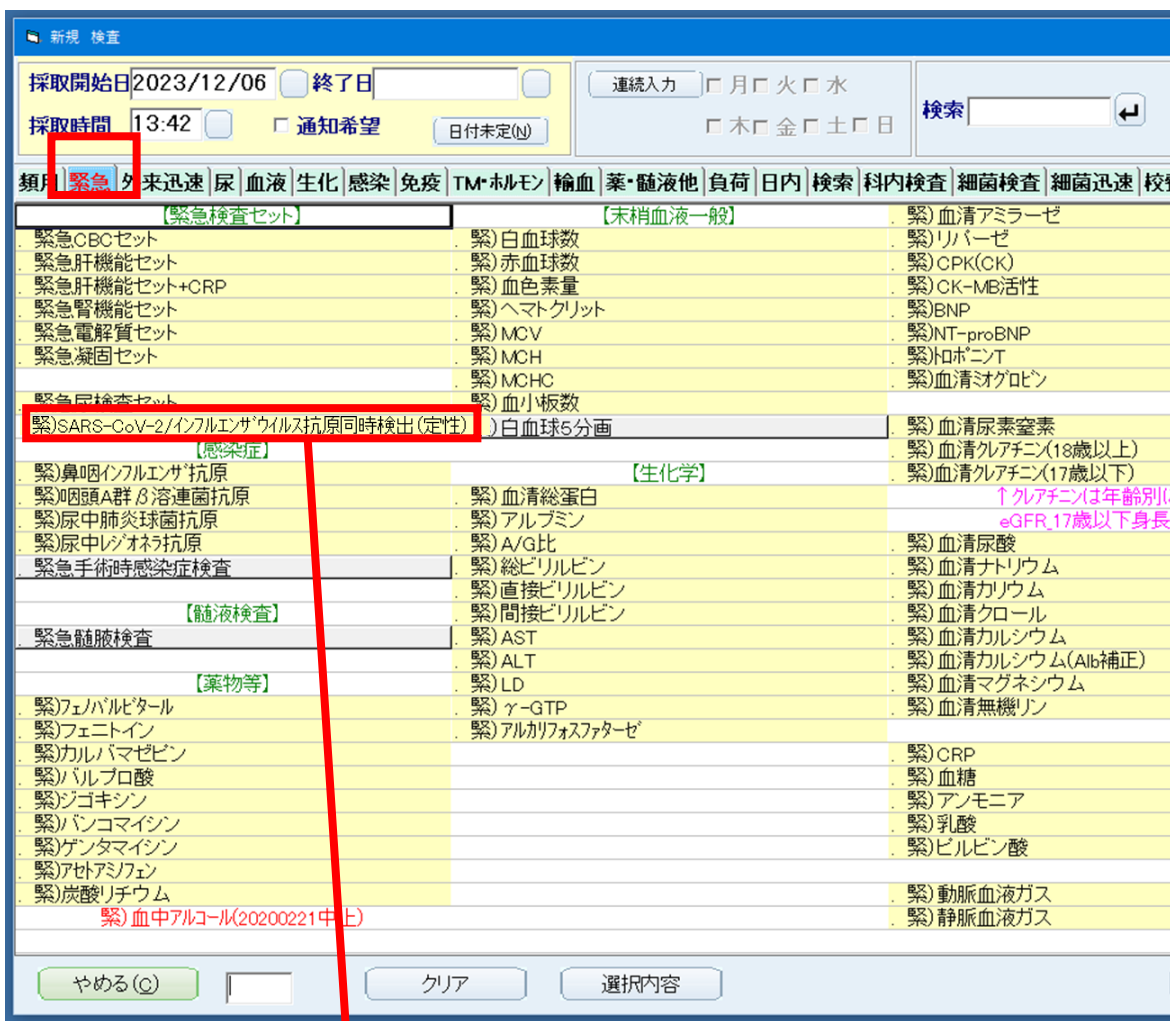 新規 検査
採取開始日 2023/12/06 終了日
連続入力 月 火 水
検索
採取時間 13:42 通知希望 日付未定(N)
木 金 土 日
緊急 外来迅速 尿 血液 生化 感染 免疫 TM・ホルモン 輸血 薬・髄液他 負荷 日内 検索 科内検査 細菌検査 細菌迅速
【緊急検査セット】
緊急CBCセット
緊急肝機能セット
緊急肝機能セット+CRP
緊急腎機能セット
緊急電解質セット
緊急凝固セット
緊急尿検査セット
緊)SARS-CoV-2/インフルエンザウイルス抗原同時検出(定性)
【感染症】
緊)鼻咽インフルエンザ抗原
緊)咽頭A群β溶連菌抗原
緊)尿中肺炎球菌抗原
緊)尿中レジオネラ抗原
緊急手術時感染症検査
【髄液検査】
緊急髄液検査
【薬物等】
緊)フェノバルビタール
緊)フェニトイン
緊)カルバマゼピン
緊)バルプロ酸
緊)ジゴキシン
緊)バンコマイシン
緊)ゲンタマイシン
緊)アセトアミノフェン
緊)炭酸リチウム
緊)血中アルコール(20200221中止)
【末梢血液一般】
緊)白血球数
緊)赤血球数
緊)血色素量
緊)ヘマトクリット
緊)MCV
緊)MCH
緊)MCHC
緊)血小板数
)白血球5分画
【生化学】
緊)血清総蛋白
緊)アルブミン
緊)A/G比
緊)総ビリルビン
緊)直接ビリルビン
緊)間接ビリルビン
緊)AST
緊)ALT
緊)LD
緊)γ-GTP
緊)アルカリフォスファターゼ
緊)血清アミラーゼ
緊)リパーゼ
緊)CPK(CK)
緊)CK-MB活性
緊)BNP
緊)NT-proBNP
緊)トロポニンT
緊)血清ミオグロビン
緊)血清尿素窒素
緊)血清クレアチニン(18歳以上)
緊)血清クレアチニン(17歳以下)
↑クレアチニンは年齢別(
eGFR_17歳以下身長
緊)血清尿酸
緊)血清ナトリウム
緊)血清カリウム
緊)血清クロール
緊)血清カルシウム
緊)血清カルシウム(Alb補正)
緊)血清マグネシウム
緊)血清無機リン
緊)CRP
緊)血糖
緊)アンモニア
緊)乳酸
緊)ピルビン酸
緊)動脈血液ガス
緊)静脈血液ガス
やめる(C) クリア 選択内容